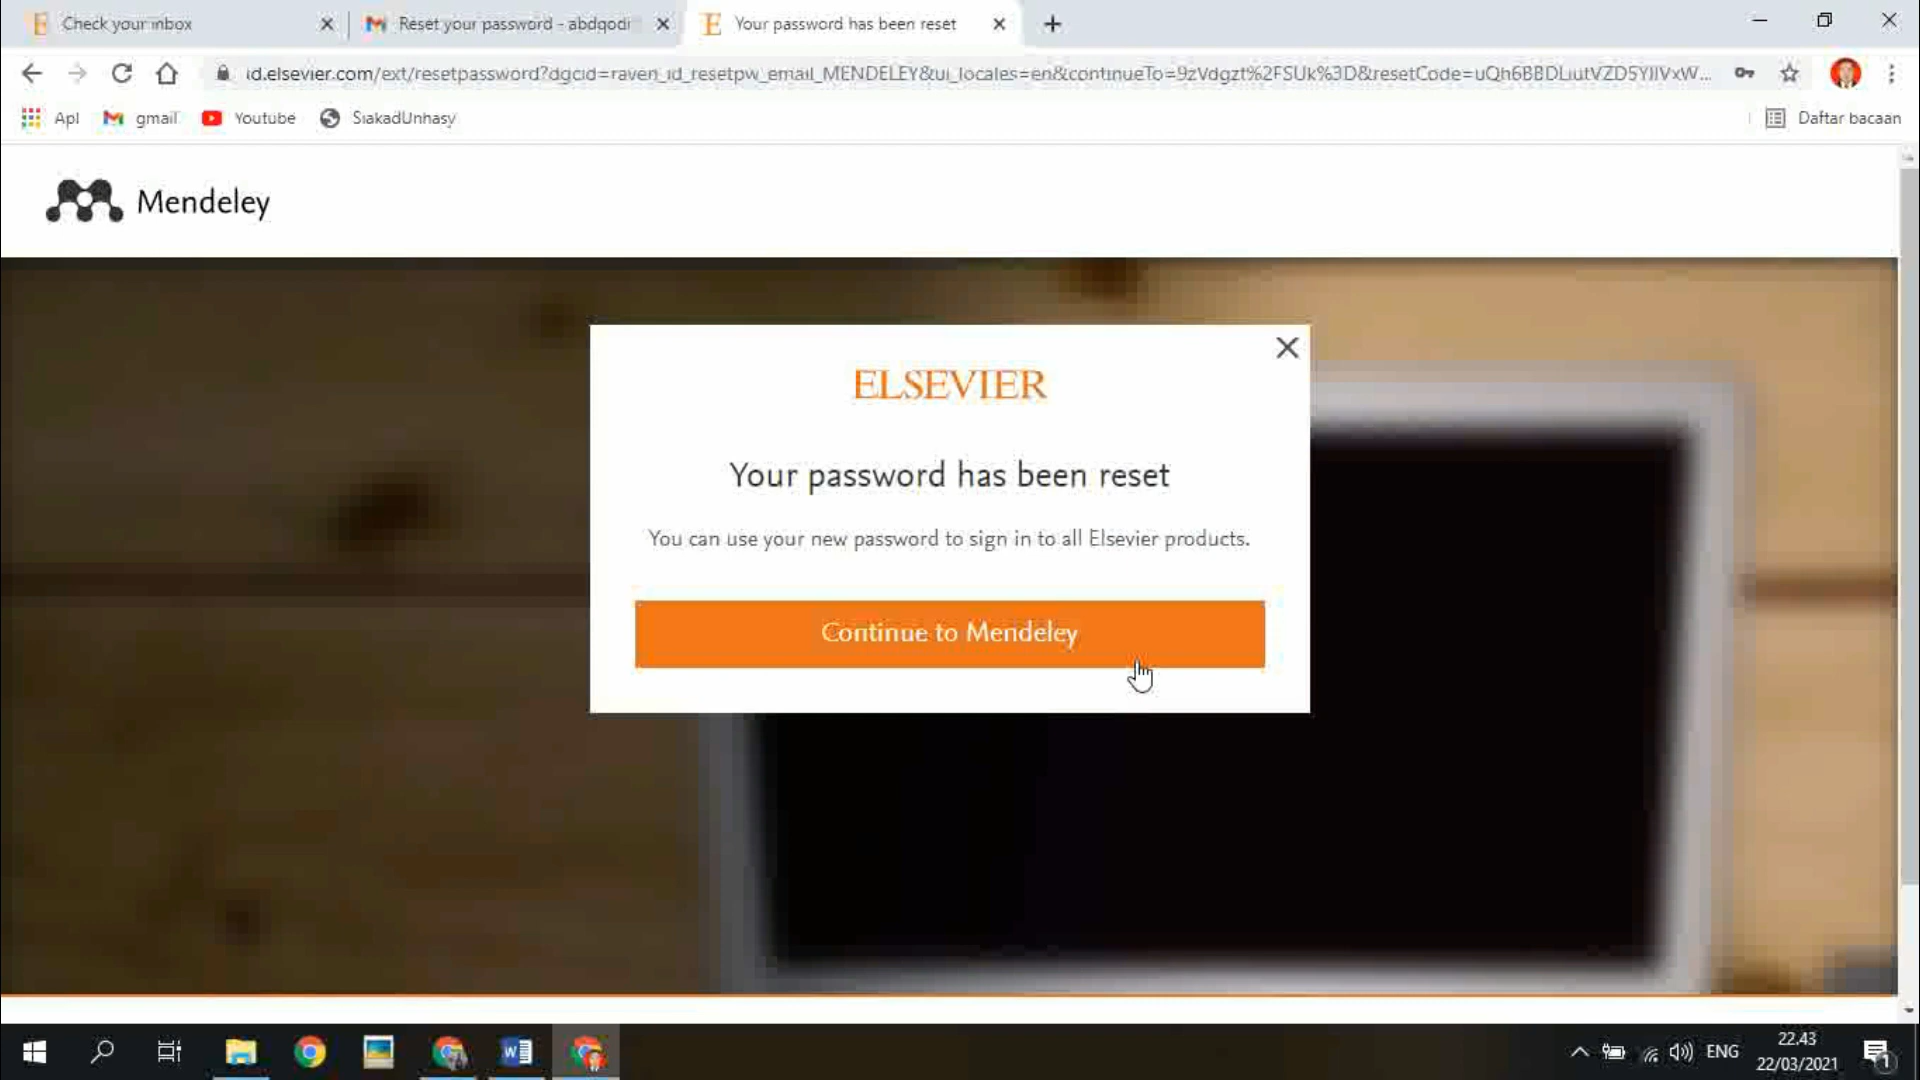 Check your inbox
Reset your password - abdqodi
Your password has been reset
id.elsevier.com/ext/resetpassword?dgcid=raven_id_resetpw_email_MENDELEY&ui_locales=en&continueTo=9zVdgzt%2FSUk%3D&resetCode=
Apl
gmail
Youtube
SiakadUnhasy
Daftar bacaan
Mendeley
ELSEVIER
Your password has been reset
You can use your new password to sign in to all Elsevier products.
Continue to Mendeley
ENG
22.43
22/03/2021
1